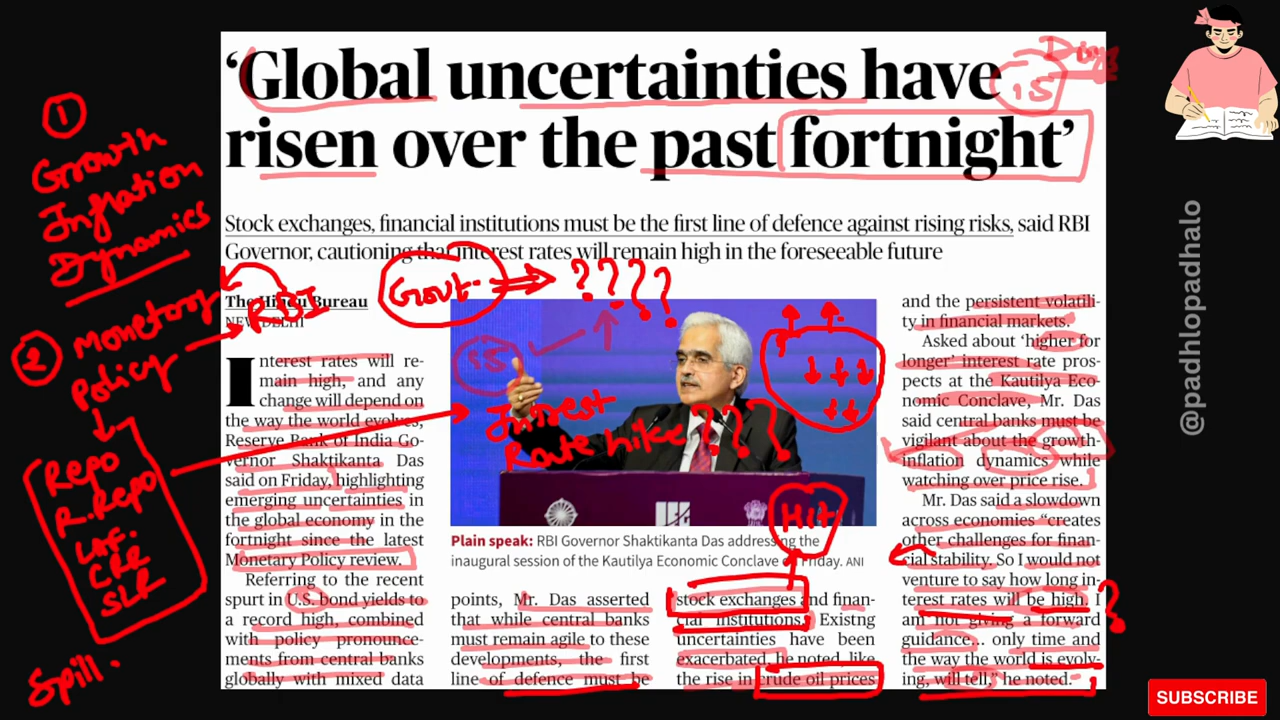 ‘Global uncertainties have
risen over the past fortnight’
Days
15
Stock exchanges, financial institutions must be the first line of defence against rising risks, said RBI
Governor, cautioning that interest rates will remain high in the foreseeable future
The Hindu Bureau
NEW DELHI
Interest rates will re-
main high, and any
change will depend on
the way the world evolves,
Reserve Bank of India Go-
vernor Shaktikanta Das
said on Friday, highlighting
emerging uncertainties in
the global economy in the
fortnight since the latest
Monetary Policy review.
Referring to the recent
spurt in U.S. bond yields to
a record high, combined
with policy pronounce-
ments from central banks
globally with mixed data
Plain speak: RBI Governor Shaktikanta Das addressing the
inaugural session of the Kautilya Economic Conclave on Friday. ANI
points, Mr. Das asserted
that while central banks
must remain agile to these
developments, the first
line of defence must be
stock exchanges and finan-
cial institutions. Existng
uncertainties have been
exacerbated, he noted, like
the rise in crude oil prices
and the persistent volatili-
ty in financial markets.
Asked about ‘higher for
longer’ interest rate pros-
pects at the Kautilya Eco-
nomic Conclave, Mr. Das
said central banks must be
vigilant about the growth-
inflation dynamics while
watching over price rise.
Mr. Das said a slowdown
across economies “creates
other challenges for finan-
cial stability. So I would not
venture to say how long in-
terest rates will be high. I
am not giving a forward
guidance... only time and
the way the world is evolv-
ing, will tell,” he noted.
1
Growth
Inflation
Dynamics
2
Monetory
Policy
RBI
Repo
R.Repo
LAF.
CRR
SLR
Spill.
Govt. ????
Intrest
Rate hike ???
Hit
?
@padhlopadhalo
SUBSCRIBE